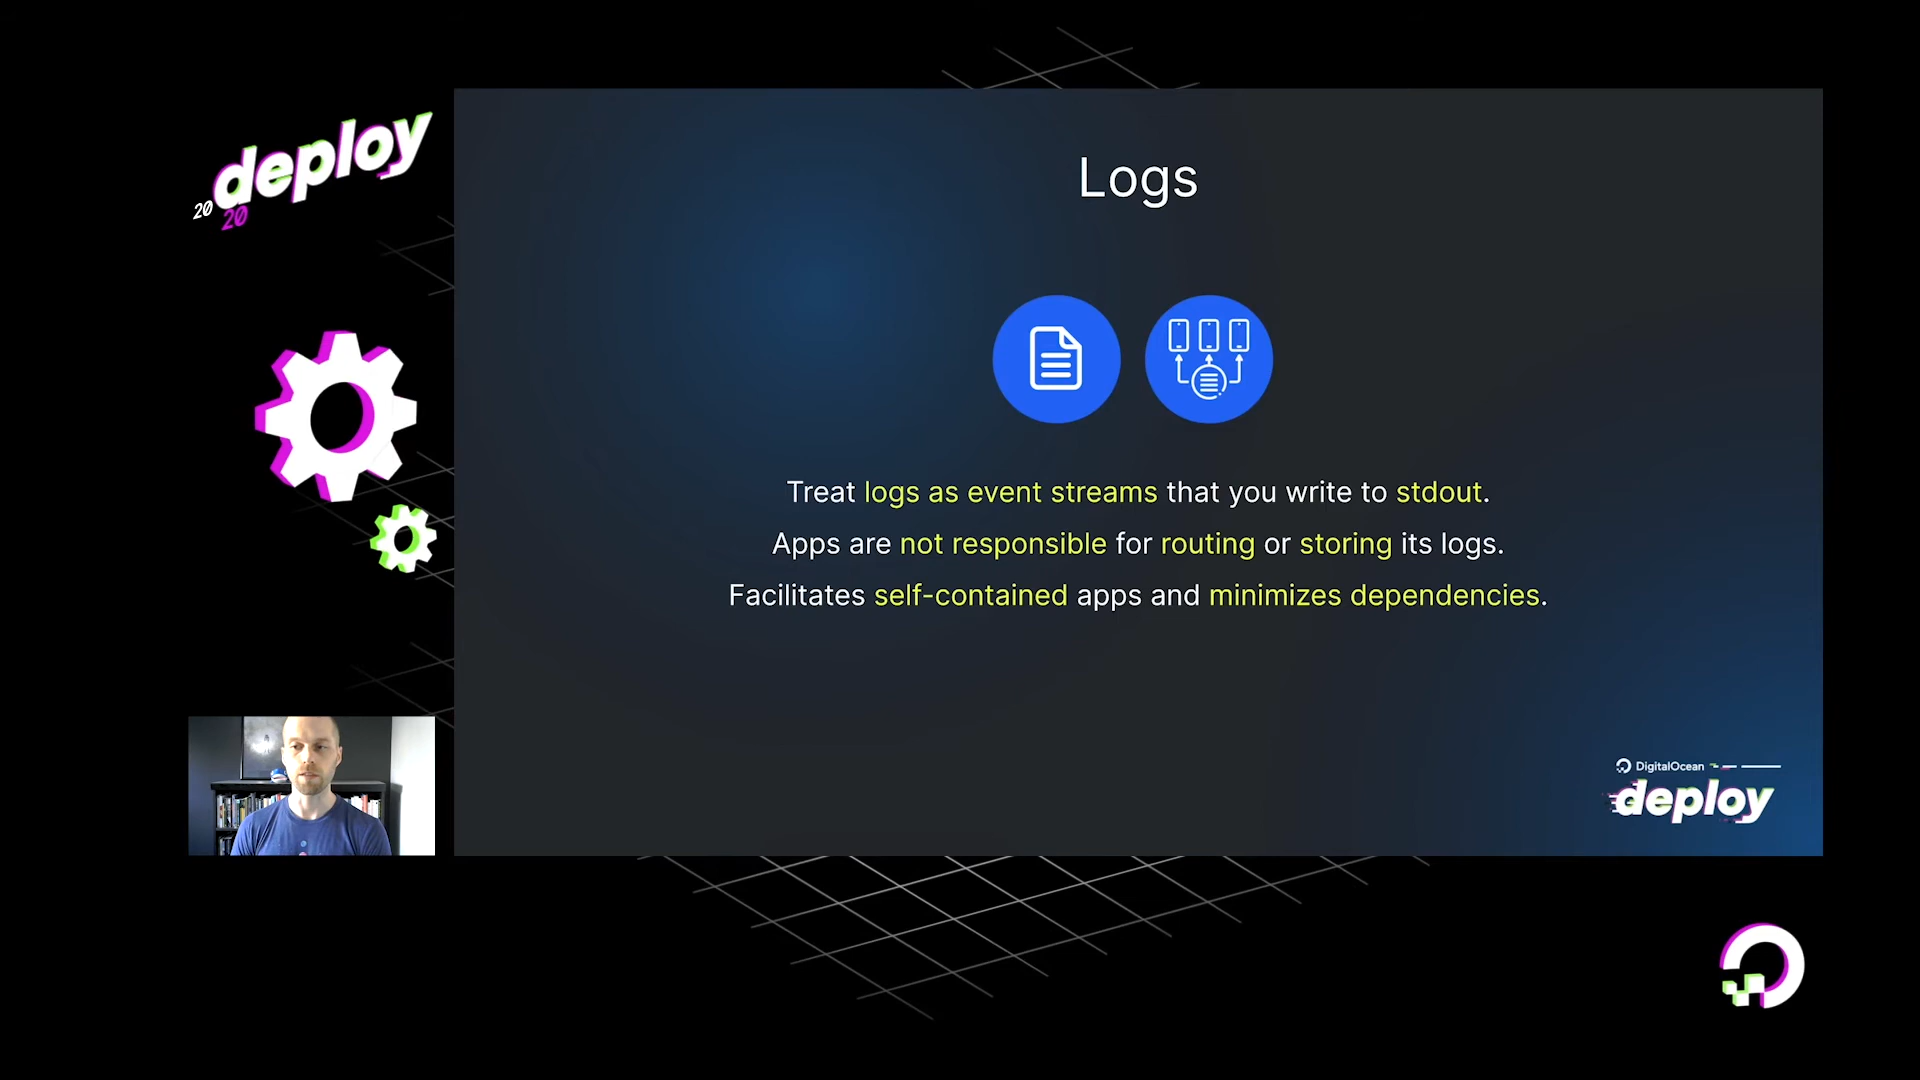 deploy
20
20
Logs
Treat logs as event streams that you write to stdout.
Apps are not responsible for routing or storing its logs.
Facilitates self-contained apps and minimizes dependencies.
DigitalOcean
deploy